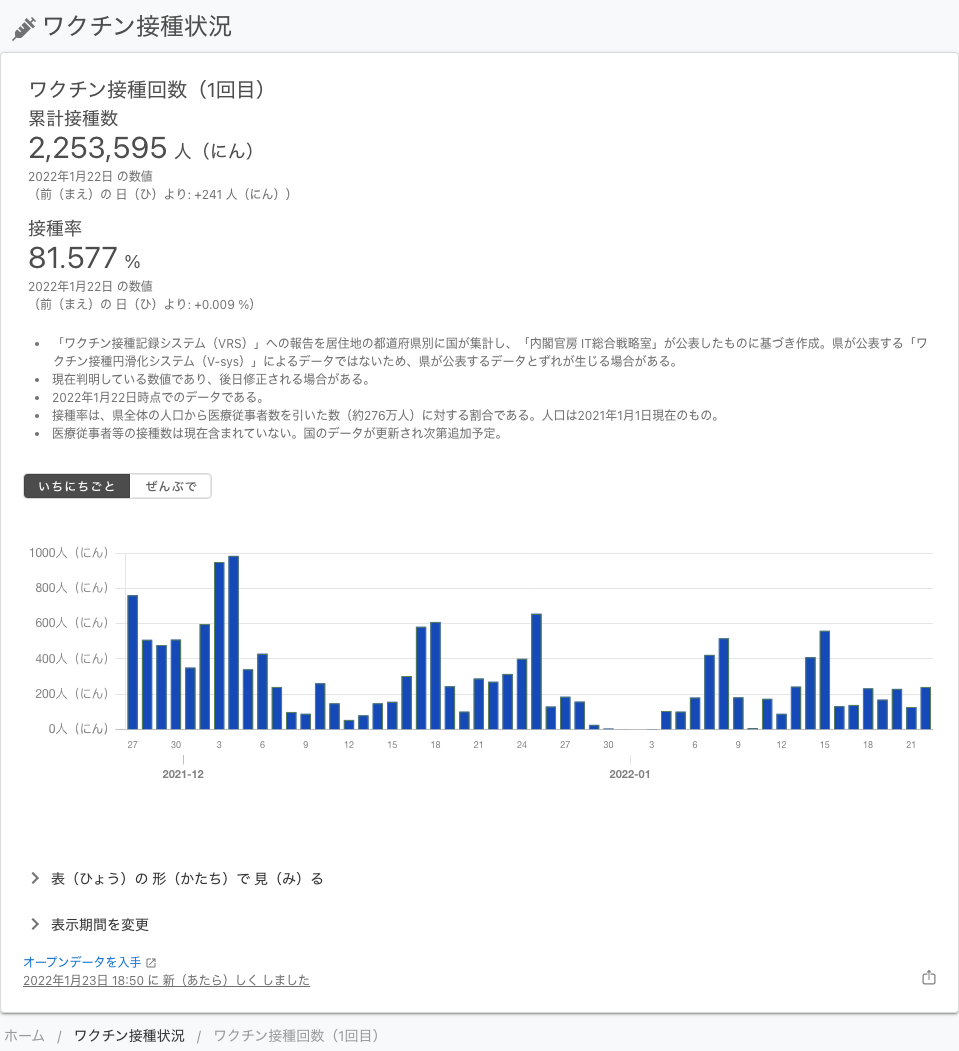 ワクチン接種状況
ワクチン接種回数（1回目）
累計接種数
2,253,595 人（にん）
2022年1月22日 の数値
（前（まえ）の 日（ひ）より: +241 人（にん））
接種率
81.577 %
2022年1月22日 の数値
（前（まえ）の 日（ひ）より: +0.009 %）
「ワクチン接種記録システム（VRS）」への報告を居住地の都道府県別に国が集計し、「内閣官房 IT総合戦略室」が公表したものに基づき作成。県が公表する「ワ
クチン接種円滑化システム（V-sys）」によるデータではないため、県が公表するデータとずれが生じる場合がある。
現在判明している数値であり、後日修正される場合がある。
2022年1月22日時点でのデータである。
接種率は、県全体の人口から医療従事者数を引いた数（約276万人）に対する割合である。人口は2021年1月1日現在のもの。
医療従事者等の接種数は現在含まれていない。国のデータが更新され次第追加予定。
いちにちごと ぜんぶで
1000人（にん）
800人（にん）
600人（にん）
400人（にん）
200人（にん）
0人（にん）
27 30 3 6 9 12 15 18 21 24 27 30 3 6 9 12 15 18 21
2021-12 2022-01
表（ひょう）の 形（かたち）で 見（み）る
表示期間を変更
オープンデータを入手
2022年1月23日 18:50 に 新（あたら）しく しました
ホーム / ワクチン接種状況 / ワクチン接種回数（1回目）